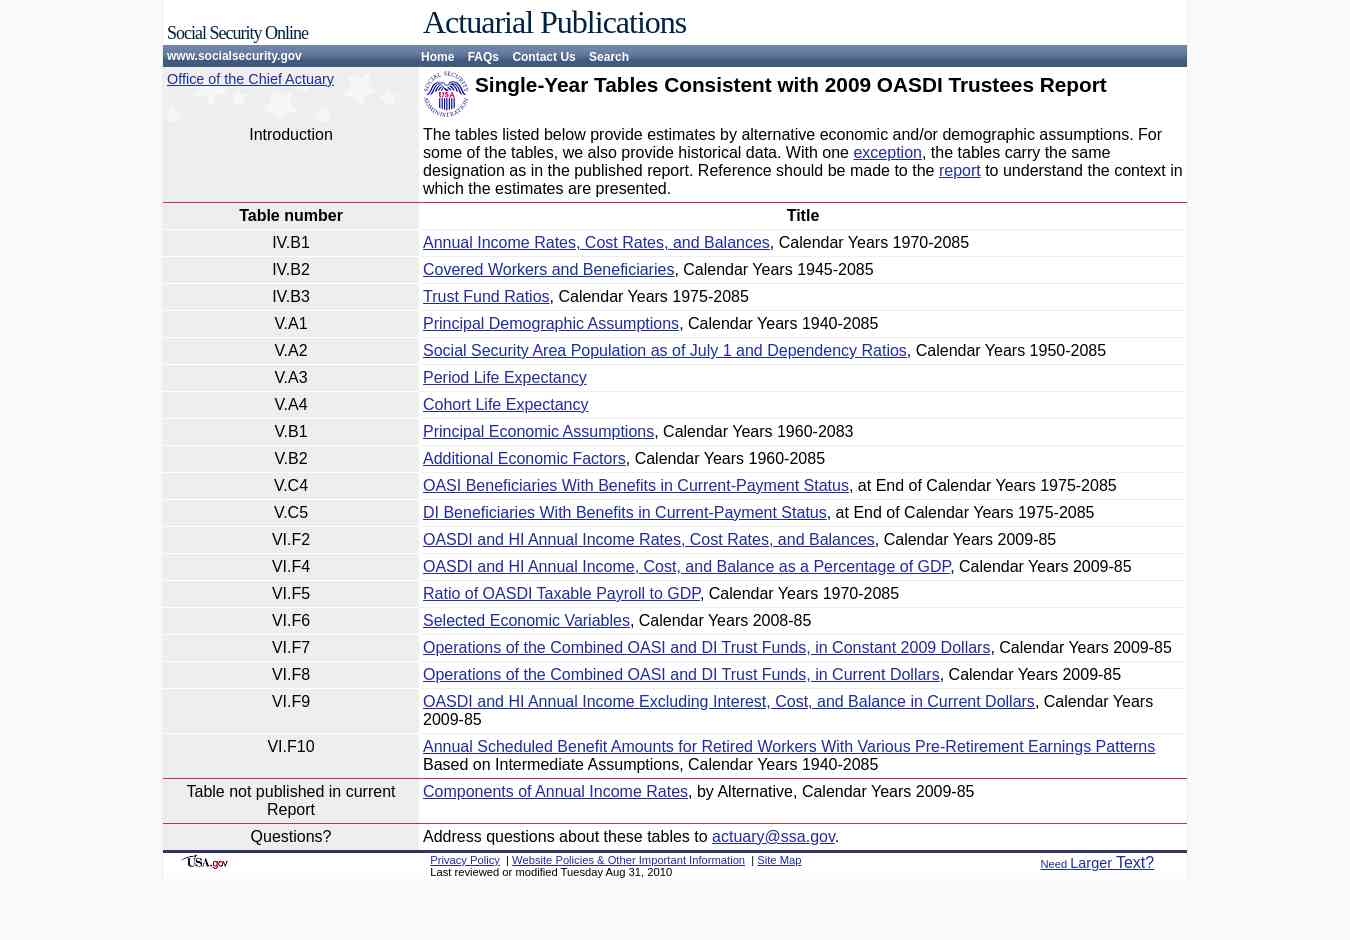 Social Security Online
Actuarial Publications
www.socialsecurity.gov
Home FAQs Contact Us Search
Office of the Chief Actuary
SOCIAL SECURITY ADMINISTRATION
USA
Single-Year Tables Consistent with 2009 OASDI Trustees Report
Introduction
The tables listed below provide estimates by alternative economic and/or demographic assumptions. For
some of the tables, we also provide historical data. With one exception, the tables carry the same
designation as in the published report. Reference should be made to the report to understand the context in
which the estimates are presented.
Table number Title
IV.B1 Annual Income Rates, Cost Rates, and Balances, Calendar Years 1970-2085
IV.B2 Covered Workers and Beneficiaries, Calendar Years 1945-2085
IV.B3 Trust Fund Ratios, Calendar Years 1975-2085
V.A1 Principal Demographic Assumptions, Calendar Years 1940-2085
V.A2 Social Security Area Population as of July 1 and Dependency Ratios, Calendar Years 1950-2085
V.A3 Period Life Expectancy
V.A4 Cohort Life Expectancy
V.B1 Principal Economic Assumptions, Calendar Years 1960-2083
V.B2 Additional Economic Factors, Calendar Years 1960-2085
V.C4 OASI Beneficiaries With Benefits in Current-Payment Status, at End of Calendar Years 1975-2085
V.C5 DI Beneficiaries With Benefits in Current-Payment Status, at End of Calendar Years 1975-2085
VI.F2 OASDI and HI Annual Income Rates, Cost Rates, and Balances, Calendar Years 2009-85
VI.F4 OASDI and HI Annual Income, Cost, and Balance as a Percentage of GDP, Calendar Years 2009-85
VI.F5 Ratio of OASDI Taxable Payroll to GDP, Calendar Years 1970-2085
VI.F6 Selected Economic Variables, Calendar Years 2008-85
VI.F7 Operations of the Combined OASI and DI Trust Funds, in Constant 2009 Dollars, Calendar Years 2009-85
VI.F8 Operations of the Combined OASI and DI Trust Funds, in Current Dollars, Calendar Years 2009-85
VI.F9 OASDI and HI Annual Income Excluding Interest, Cost, and Balance in Current Dollars, Calendar Years
2009-85
VI.F10 Annual Scheduled Benefit Amounts for Retired Workers With Various Pre-Retirement Earnings Patterns
Based on Intermediate Assumptions, Calendar Years 1940-2085
Table not published in current
Report
Components of Annual Income Rates, by Alternative, Calendar Years 2009-85
Questions? Address questions about these tables to actuary@ssa.gov.
USA.gov
Privacy Policy | Website Policies & Other Important Information | Site Map
Last reviewed or modified Tuesday Aug 31, 2010
Need Larger Text?